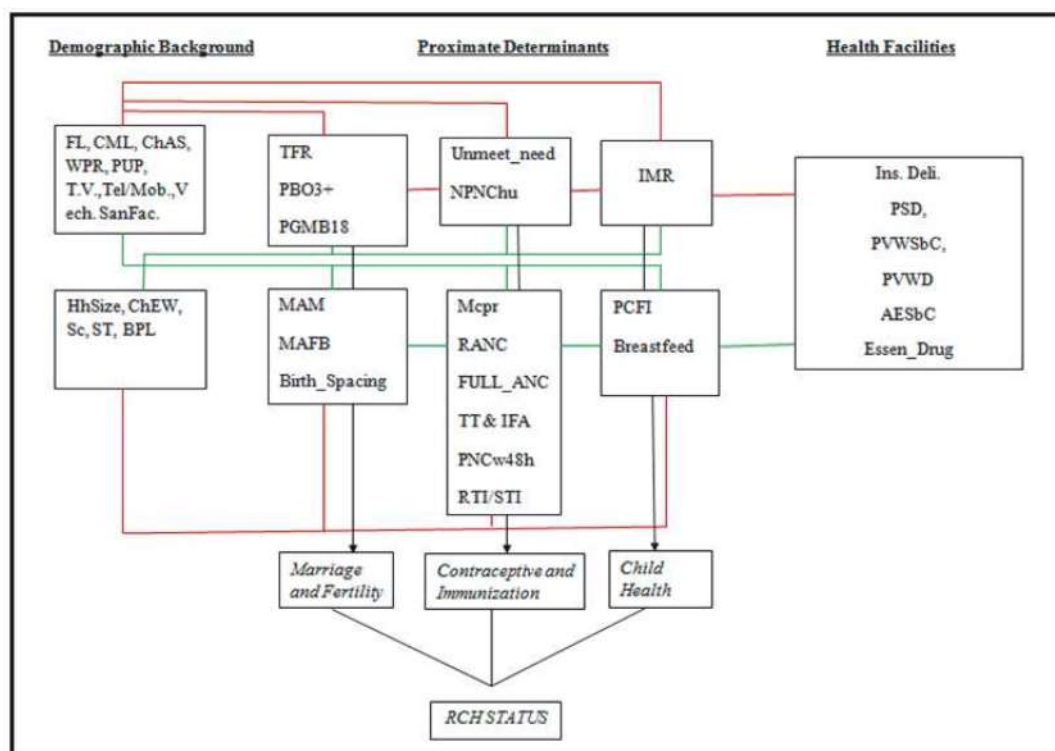 Demographic Background
Proximate Determinants
Health Facilities
FL, CML, ChAS,
WPR, PUP,
T.V.,Tel/Mob.,V
ech. SanFac.
TFR
PBO3+
PGMB18
Unmeet_need
NPNChu
IMR
Ins. Deli.
PSD,
PVWSbC,
PVWD
AESbC
Essen_Drug
HhSize, ChEW,
Sc, ST, BPL
MAM
MAFB
Birth_Spacing
Mcpr
RANC
FULL_ANC
TT & IFA
PNCw48h
RTI/STI
PCFI
Breastfeed
Marriage
and Fertility
Contraceptive and
Immunization
Child
Health
RCH STATUS